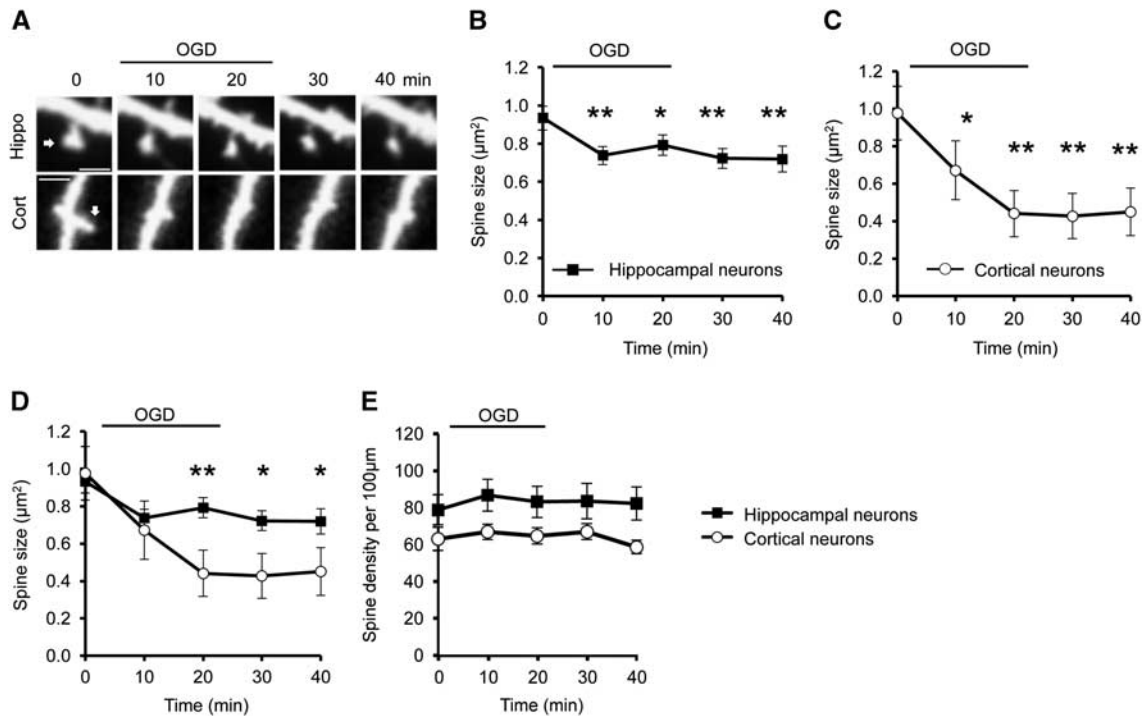 A
OGD
0 10 20 30 40 min
Hippo
Cort
B
OGD
Spine size (µm²)
1.2
1.0
0.8
0.6
0.4
0.2
0.0
** * ** **
Hippocampal neurons
0 10 20 30 40
Time (min)
C
OGD
Spine size (µm²)
1.2
1.0
0.8
0.6
0.4
0.2
0.0
* ** ** **
Cortical neurons
0 10 20 30 40
Time (min)
D
OGD
Spine size (µm²)
1.2
1.0
0.8
0.6
0.4
0.2
0.0
** * *
0 10 20 30 40
Time (min)
E
OGD
Spine density per 100µm
120
100
80
60
40
20
0
0 10 20 30 40
Time (min)
Hippocampal neurons
Cortical neurons